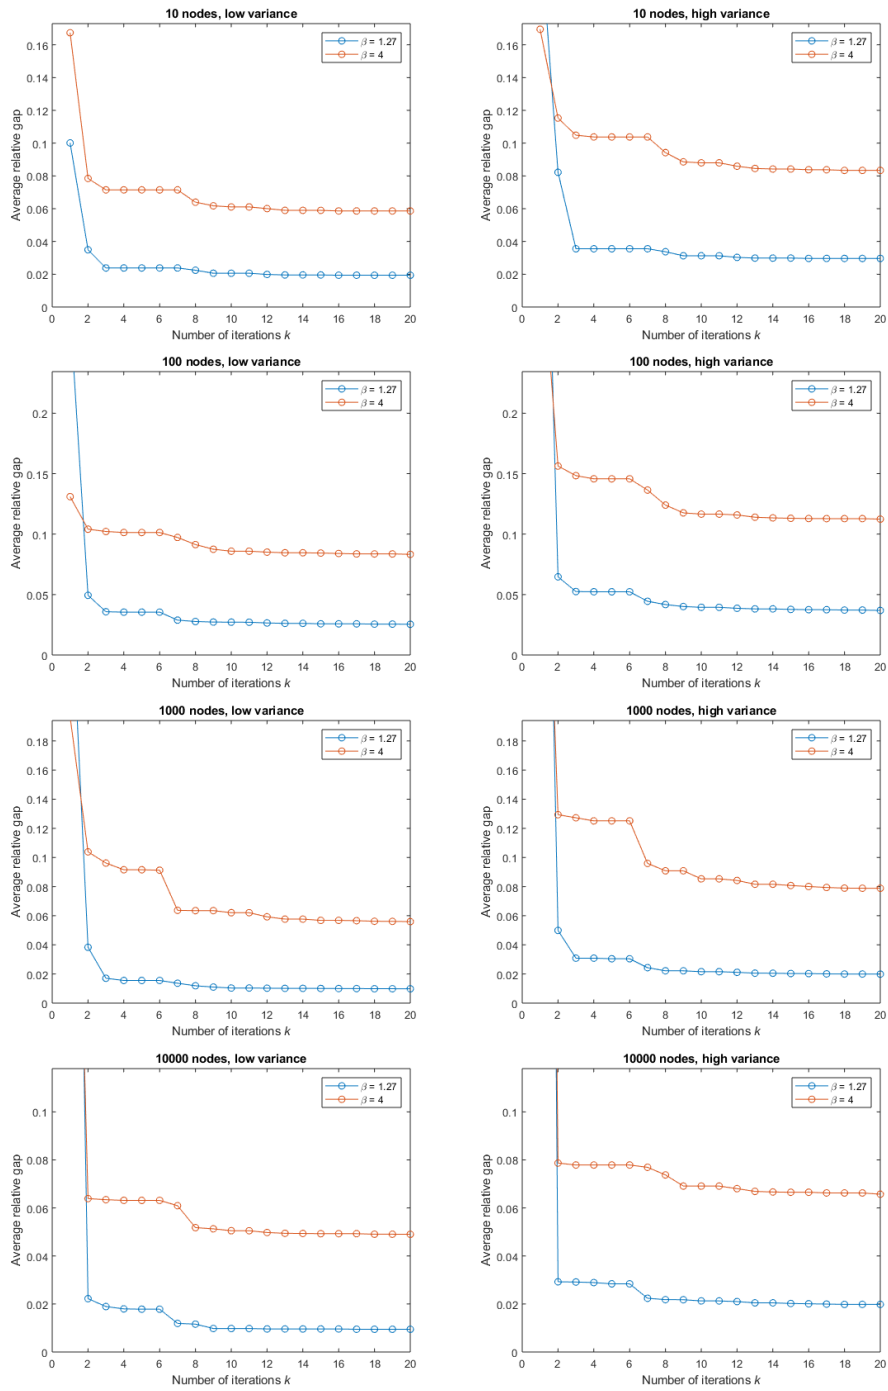 10 nodes, low variance
Average relative gap
0.16
0.14
0.12
0.1
0.08
0.06
0.04
0.02
0
β = 1.27
β = 4
0 2 4 6 8 10 12 14 16 18 20
Number of iterations k
10 nodes, high variance
Average relative gap
0.16
0.14
0.12
0.1
0.08
0.06
0.04
0.02
0
β = 1.27
β = 4
0 2 4 6 8 10 12 14 16 18 20
Number of iterations k
100 nodes, low variance
Average relative gap
0.2
0.15
0.1
0.05
0
β = 1.27
β = 4
0 2 4 6 8 10 12 14 16 18 20
Number of iterations k
100 nodes, high variance
Average relative gap
0.2
0.15
0.1
0.05
0
β = 1.27
β = 4
0 2 4 6 8 10 12 14 16 18 20
Number of iterations k
1000 nodes, low variance
Average relative gap
0.18
0.16
0.14
0.12
0.1
0.08
0.06
0.04
0.02
0
β = 1.27
β = 4
0 2 4 6 8 10 12 14 16 18 20
Number of iterations k
1000 nodes, high variance
Average relative gap
0.18
0.16
0.14
0.12
0.1
0.08
0.06
0.04
0.02
0
β = 1.27
β = 4
0 2 4 6 8 10 12 14 16 18 20
Number of iterations k
10000 nodes, low variance
Average relative gap
0.1
0.08
0.06
0.04
0.02
0
β = 1.27
β = 4
0 2 4 6 8 10 12 14 16 18 20
Number of iterations k
10000 nodes, high variance
Average relative gap
0.1
0.08
0.06
0.04
0.02
0
β = 1.27
β = 4
0 2 4 6 8 10 12 14 16 18 20
Number of iterations k